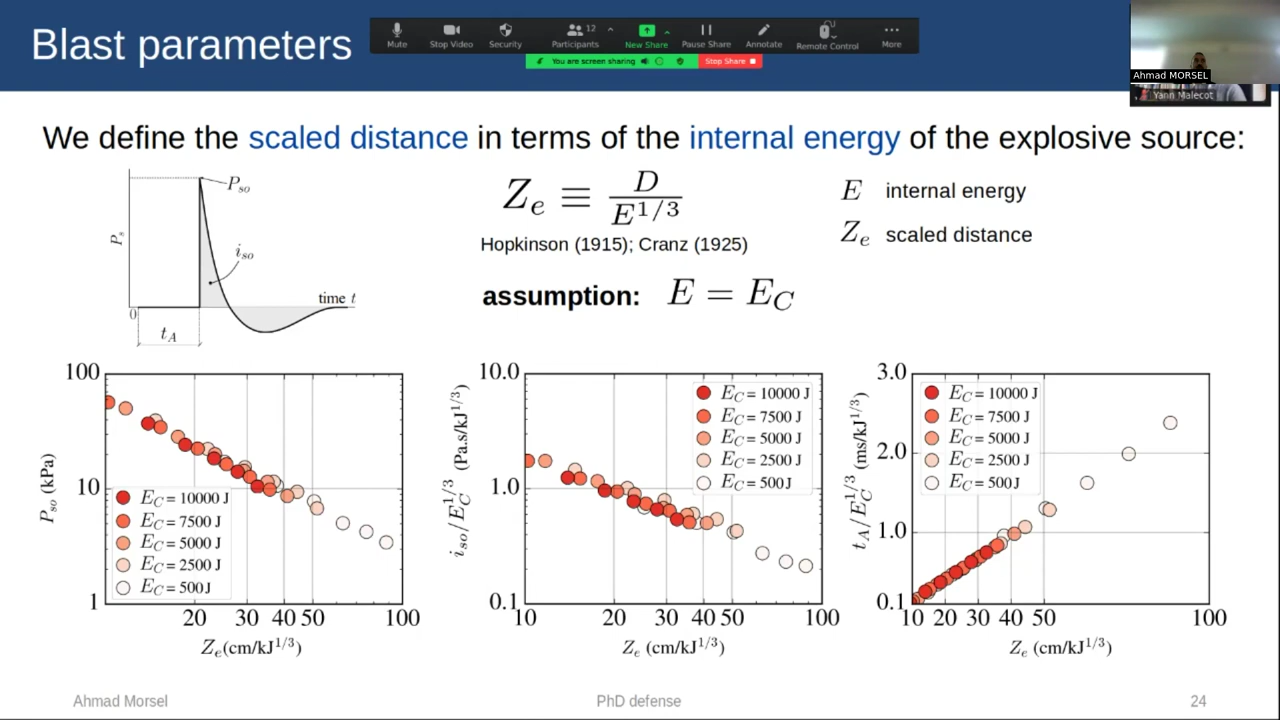 Blast parameters
Mute
Stop Video
Security
Participants
12
New Share
Pause Share
Annotate
Remote Control
More
You are screen sharing
Stop Share
Ahmad MORSEL
Yann Malecot
We define the scaled distance in terms of the internal energy of the explosive source:
P_so
P_s
i_so
time t
0
t_A
Z_e ≡ D / E^{1/3}
Hopkinson (1915); Cranz (1925)
assumption: E = E_C
E internal energy
Z_e scaled distance
100
10
1
P_so (kPa)
E_C = 10000 J
E_C = 7500 J
E_C = 5000 J
E_C = 2500 J
E_C = 500 J
20 30 40 50 100
Z_e (cm/kJ^{1/3})
10.0
1.0
0.1
i_so/E_C^{1/3} (Pa.s/kJ^{1/3})
E_C = 10000 J
E_C = 7500 J
E_C = 5000 J
E_C = 2500 J
E_C = 500 J
10 20 30 40 50 100
Z_e (cm/kJ^{1/3})
3.0
2.0
1.0
0.1
t_A/E_C^{1/3} (ms/kJ^{1/3})
E_C = 10000 J
E_C = 7500 J
E_C = 5000 J
E_C = 2500 J
E_C = 500 J
10 20 30 40 50 100
Z_e (cm/kJ^{1/3})
Ahmad Morsel
PhD defense
24